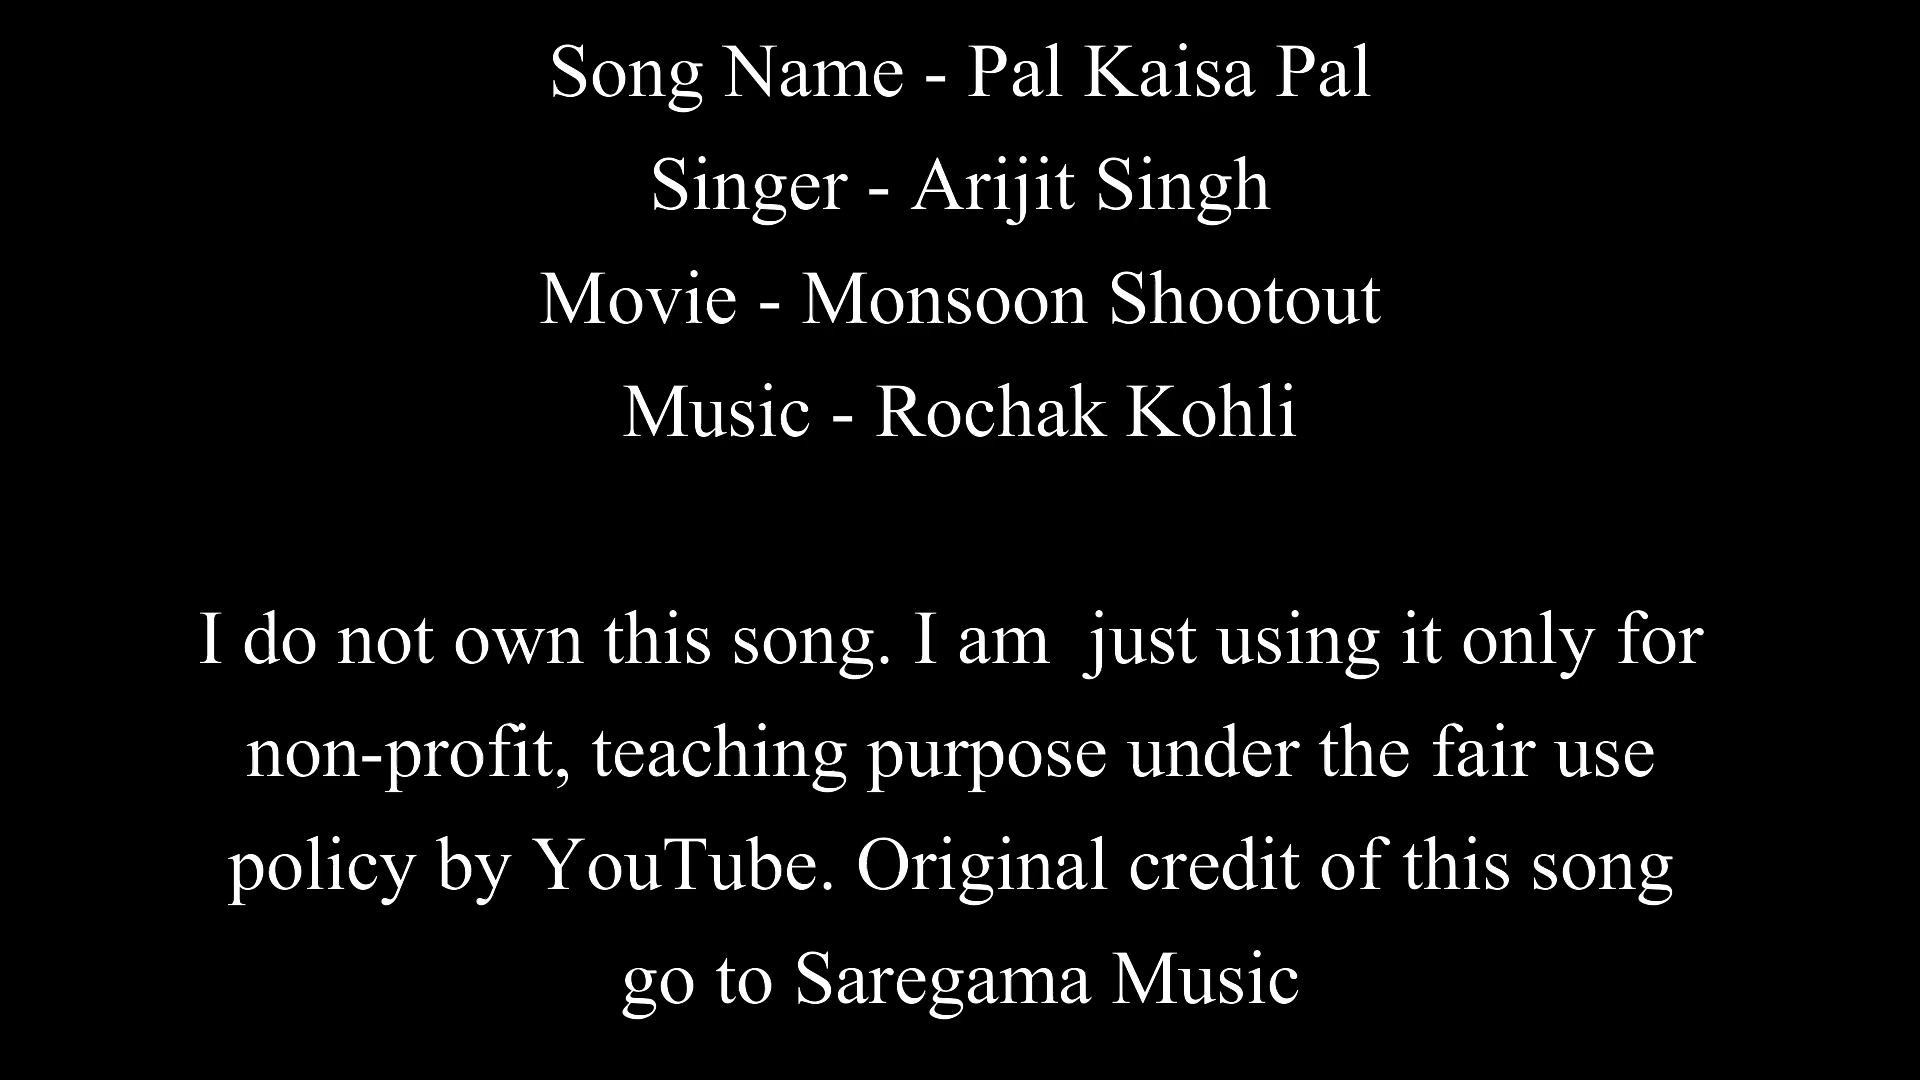 Song Name - Pal Kaisa Pal
Singer - Arijit Singh
Movie - Monsoon Shootout
Music - Rochak Kohli
I do not own this song. I am  just using it only for
non-profit, teaching purpose under the fair use
policy by YouTube. Original credit of this song
go to Saregama Music